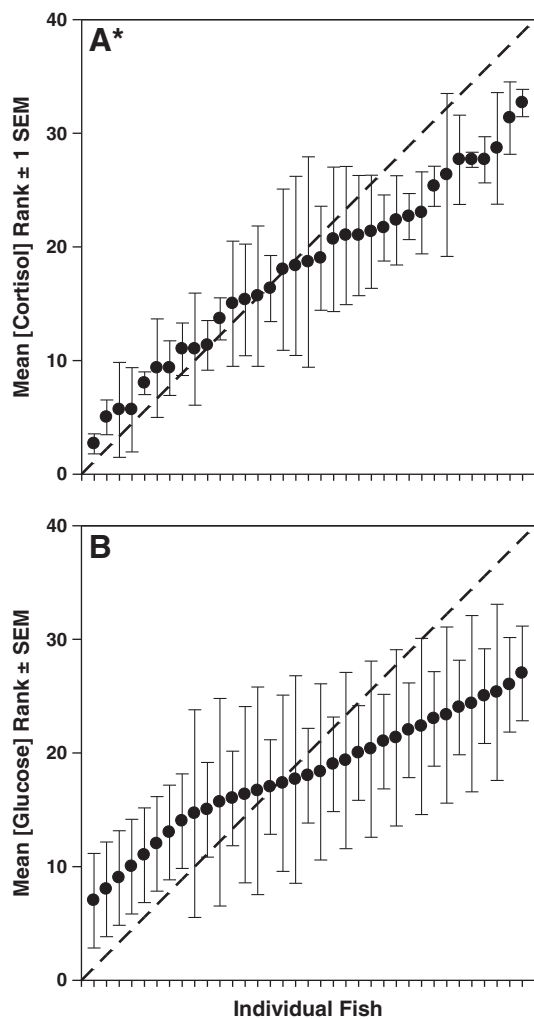 A*
Mean [Cortisol] Rank ± 1 SEM
40
30
20
10
0
B
Mean [Glucose] Rank ± SEM
40
30
20
10
0
Individual Fish